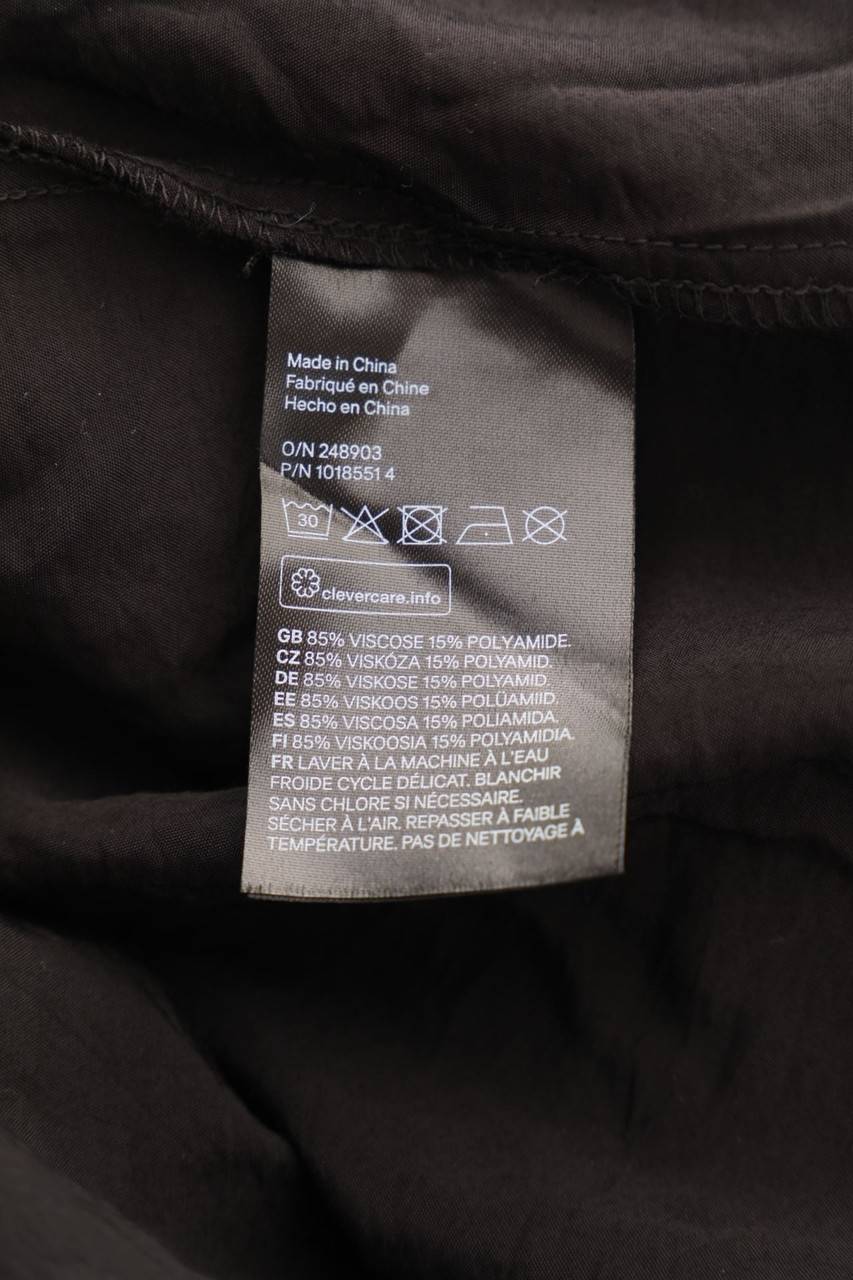 Made in China
Fabriqué en Chine
Hecho en China
O/N 248903
P/N 1018551 4
30
clevercare.info
GB 85% VISCOSE 15% POLYAMIDE.
CZ 85% VISKÓZA 15% POLYAMID.
DE 85% VISKOSE 15% POLYAMID.
EE 85% VISKOOS 15% POLÜAMIID.
ES 85% VISCOSA 15% POLIAMIDA.
FI 85% VISKOOSIA 15% POLYAMIDIA.
FR LAVER À LA MACHINE À L'EAU
FROIDE CYCLE DÉLICAT. BLANCHIR
SANS CHLORE SI NÉCESSAIRE.
SÉCHER À L'AIR. REPASSER À FAIBLE
TEMPÉRATURE. PAS DE NETTOYAGE À